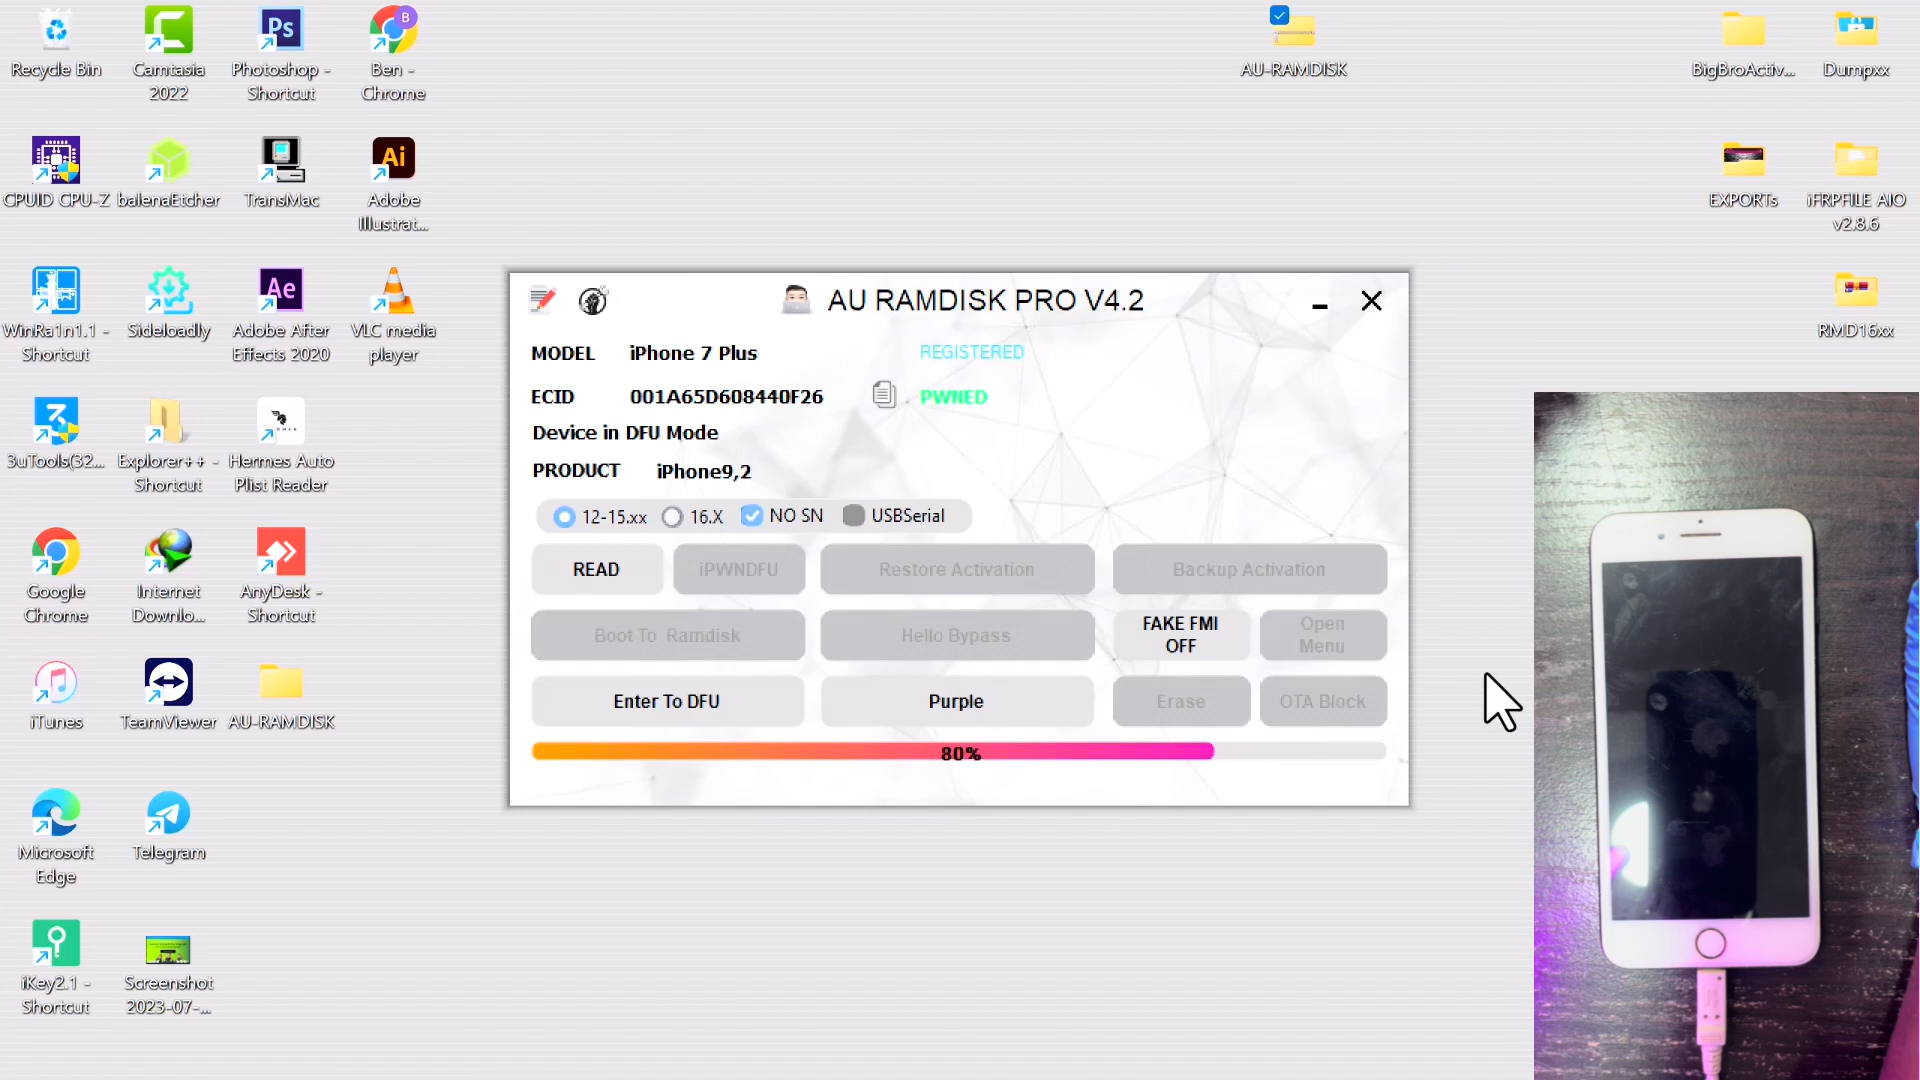 Recycle Bin
Camtasia
2022
Photoshop -
Shortcut
Ben -
Chrome
AU-RAMDISK
BigBroActiv...
Dumpxx
CPUID CPU-Z
balenaEtcher
TransMac
Adobe
Illustrat...
EXPORTs
iFRPFILE AIO
v2.8.6
WinRa1n1.1 -
Shortcut
Sideloadly
Adobe After
Effects 2020
VLC media
player
RMD16xx
3uTools(32...
Explorer++ -
Shortcut
Hermes Auto
Plist Reader
Google
Chrome
Internet
Downlo...
AnyDesk -
Shortcut
iTunes
TeamViewer
AU-RAMDISK
Microsoft
Edge
Telegram
iKey2.1 -
Shortcut
Screenshot
2023-07-...
Ps
B
Ai
Ae
AU RAMDISK PRO V4.2
MODEL iPhone 7 Plus REGISTERED
ECID 001A65D608440F26 PWNED
Device in DFU Mode
PRODUCT iPhone9,2
12-15.xx 16.X NO SN USBSerial
READ iPWNDFU Restore Activation Backup Activation
Boot To Ramdisk Hello Bypass FAKE FMI
OFF
Open
Menu
Enter To DFU Purple Erase OTA Block
80%